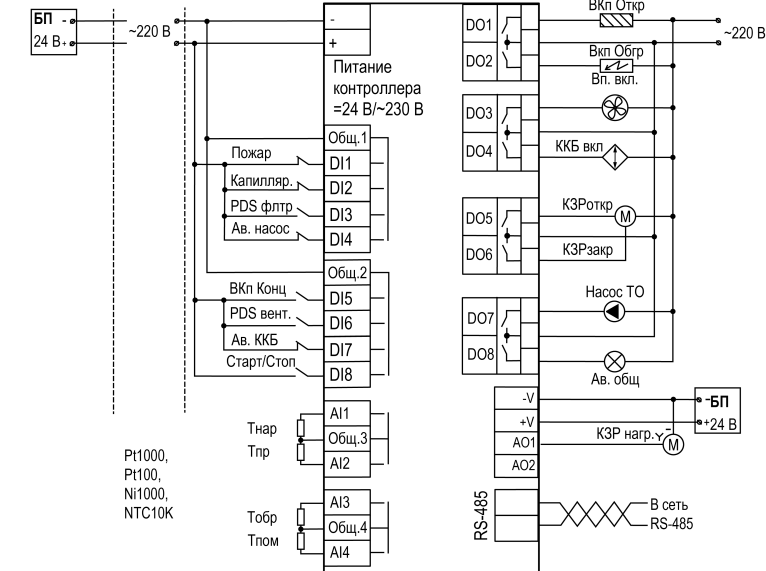 БП -
24 В+
~220 В
-
+
Питание
контроллера
=24 В/~230 В
Общ.1
Пожар
DI1
Капилляр.
DI2
PDS флтр
DI3
Ав. насос
DI4
Общ.2
ВКп Конц
DI5
PDS вент.
DI6
Ав. ККБ
DI7
Старт/Стоп
DI8
Тнар
Тпр
AI1
Общ.3
AI2
Pt1000,
Pt100,
Ni1000,
NTC10K
Тобр
Тпом
AI3
Общ.4
AI4
DO1
ВКп Откр
~220 В
DO2
Вкп Обгр
Вп. вкл.
DO3
DO4
ККБ вкл
DO5
КЗРоткр
M
DO6
КЗРзакр
DO7
Насос ТО
DO8
Ав. общ
-V
-БП
+V
+24 В
AO1
КЗР нагр.
Y
-
M
AO2
RS-485
В сеть
RS-485